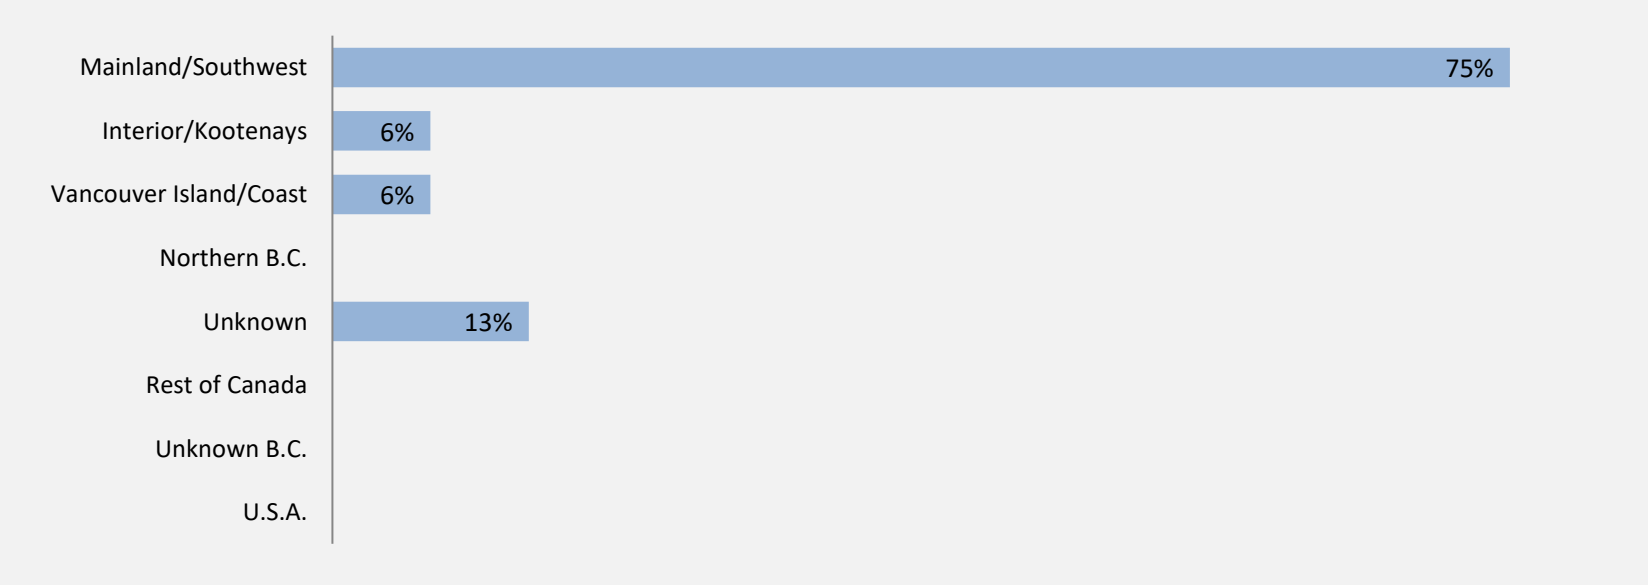 Mainland/Southwest 75%
Interior/Kootenays 6%
Vancouver Island/Coast 6%
Northern B.C.
Unknown 13%
Rest of Canada
Unknown B.C.
U.S.A.